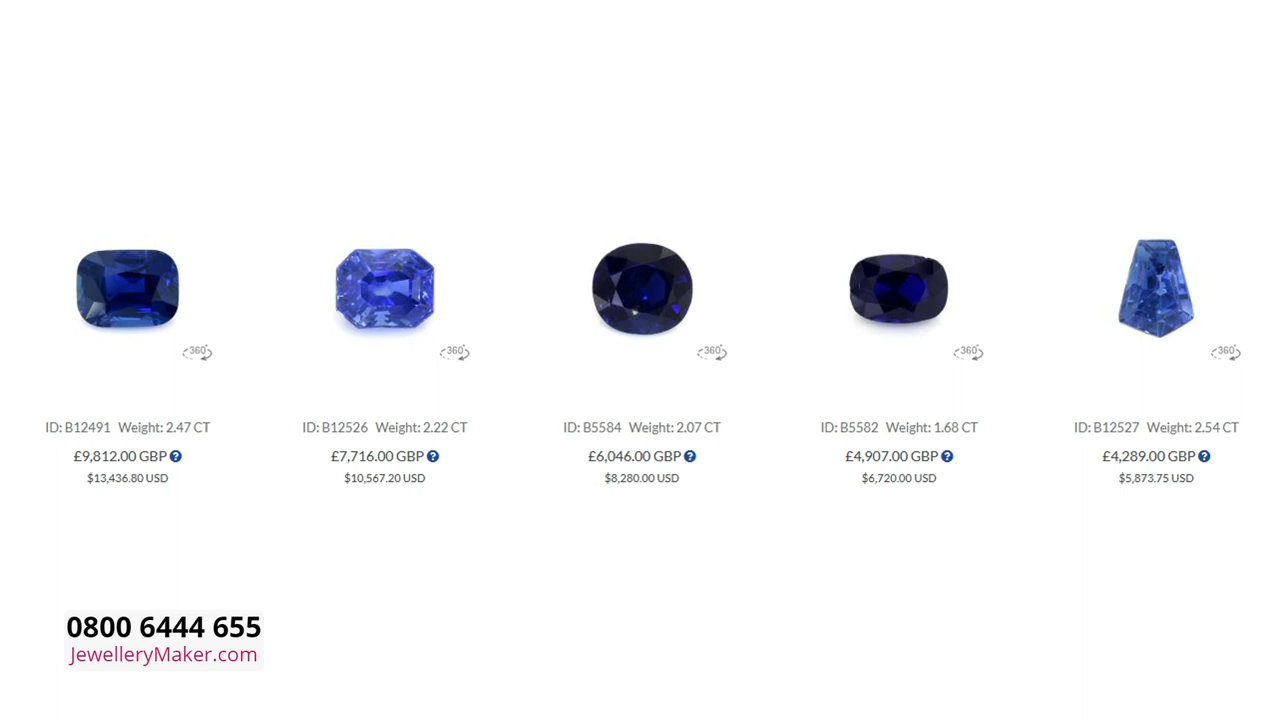 360°
360°
360°
360°
360°
ID: B12491 Weight: 2.47 CT
£9,812.00 GBP ?
$13,436.80 USD
ID: B12526 Weight: 2.22 CT
£7,716.00 GBP ?
$10,567.20 USD
ID: B5584 Weight: 2.07 CT
£6,046.00 GBP ?
$8,280.00 USD
ID: B5582 Weight: 1.68 CT
£4,907.00 GBP ?
$6,720.00 USD
ID: B12527 Weight: 2.54 CT
£4,289.00 GBP ?
$5,873.75 USD
0800 6444 655
JewelleryMaker.com